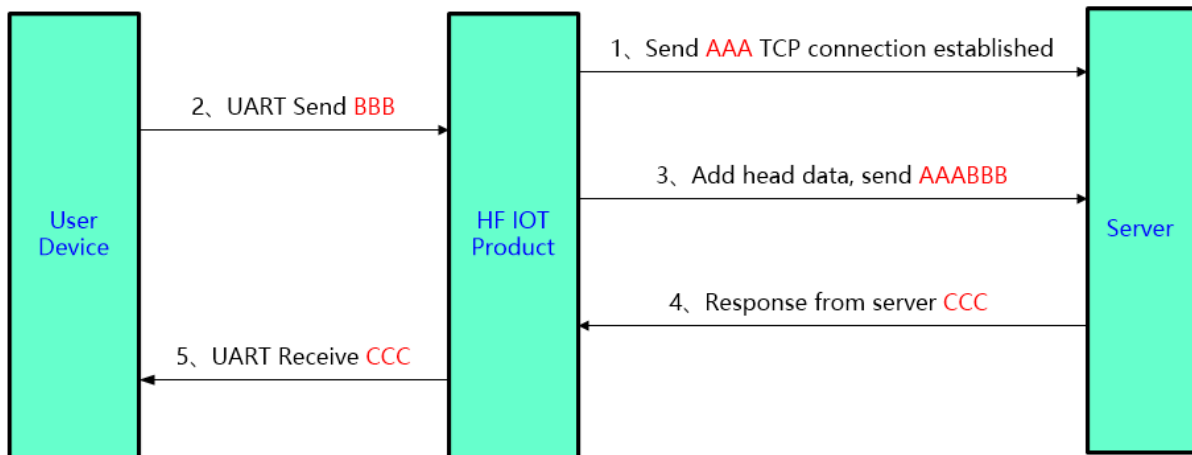 1、Send AAA TCP connection established
2、UART Send BBB
3、Add head data, send AAABBB
User
Device
HF IOT
Product
Server
4、Response from server CCC
5、UART Receive CCC